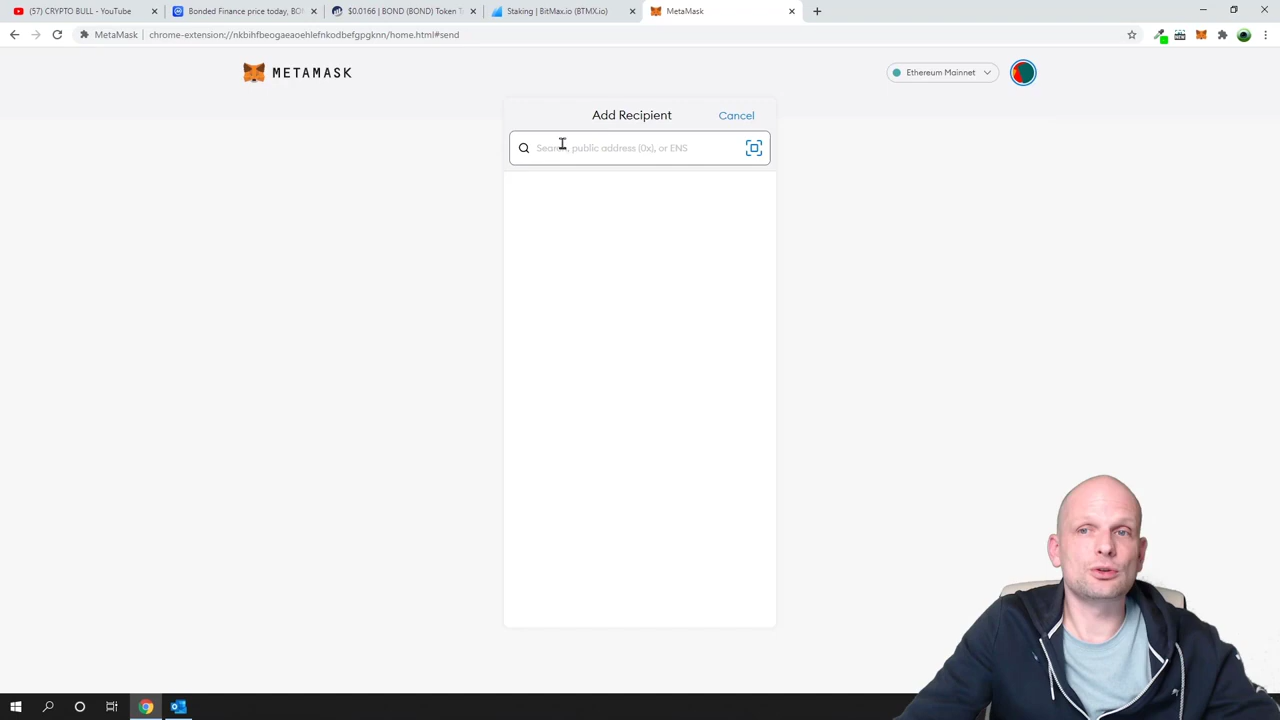 (57) CRYPTO BULL - YouTube
Bonded Finance price today, BO
$0.0166 | BOND (BOND) Token T
Staking | BitMax.io (BTMX.io)
MetaMask
MetaMask
chrome-extension://nkbihfbeogaeaoehlefnkodbefgpgknn/home.html#send
METAMASK
Ethereum Mainnet
Add Recipient
Cancel
Search, public address (0x), or ENS